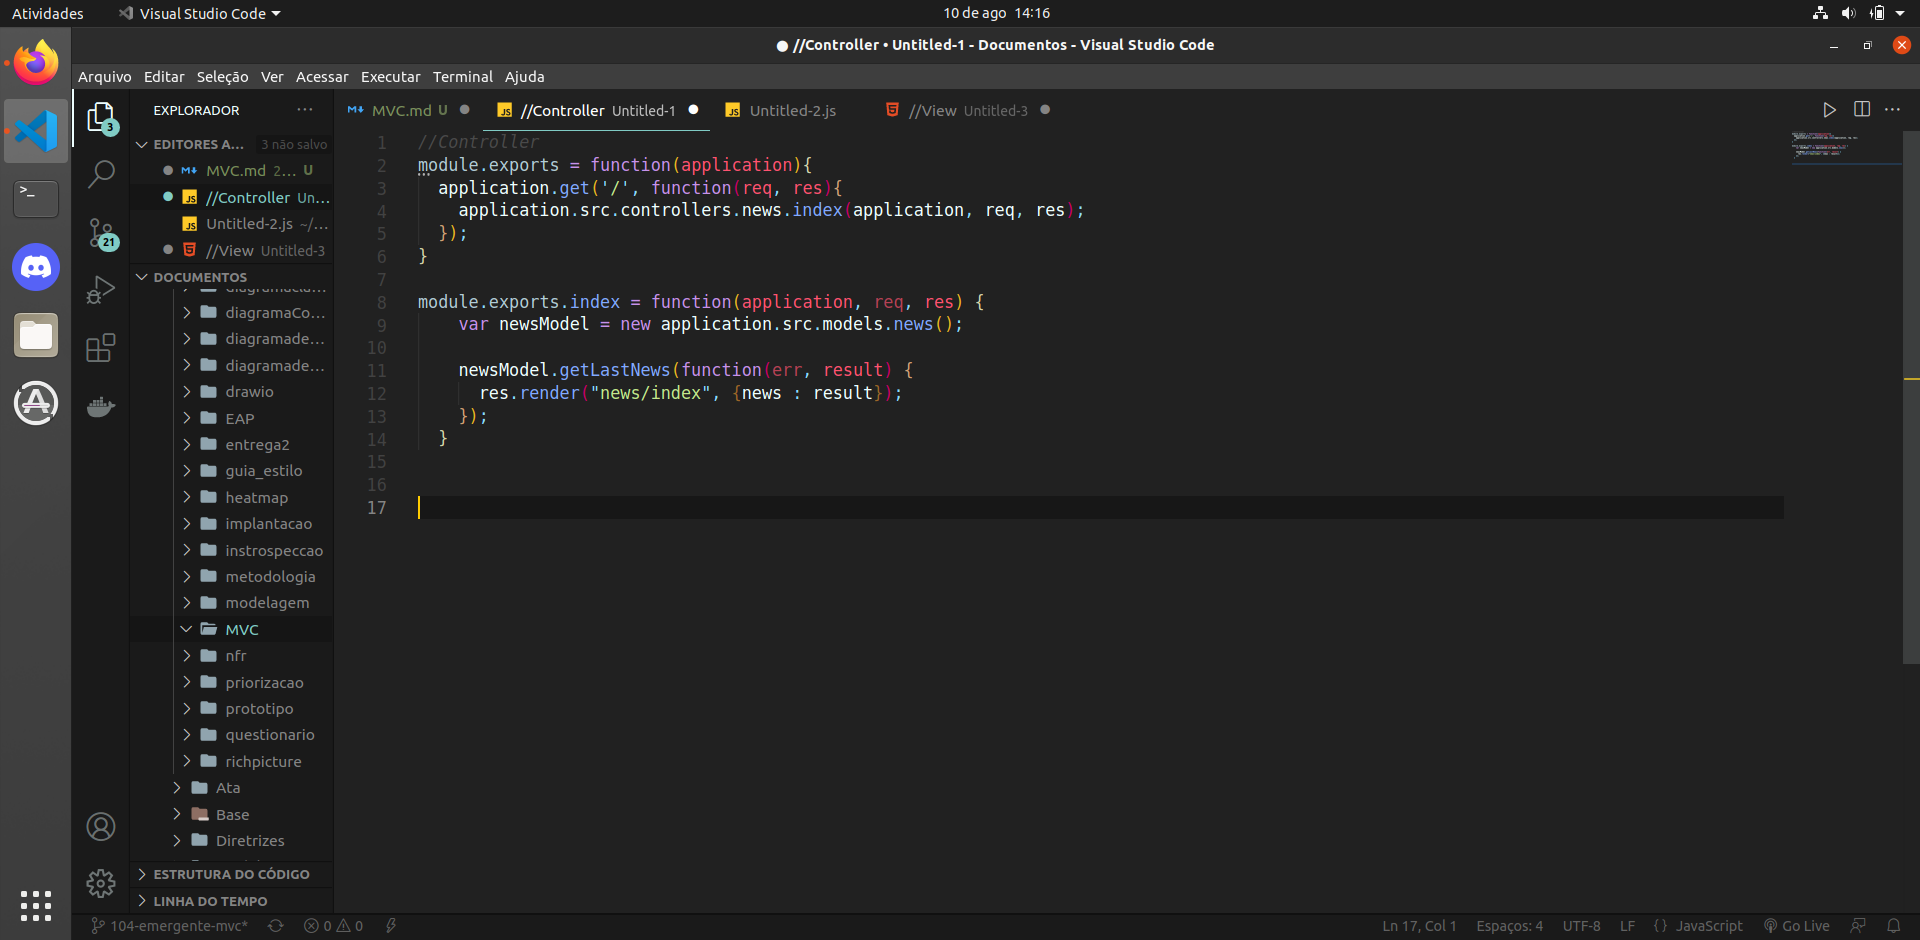 Atividades
Visual Studio Code
10 de ago 14:16
● //Controller • Untitled-1 - Documentos - Visual Studio Code
Arquivo Editar Seleção Ver Acessar Executar Terminal Ajuda
EXPLORADOR
EDITORES A... 3 não salvo
MVC.md 2... U
//Controller Un...
Untitled-2.js ~/...
//View Untitled-3
DOCUMENTOS
diagramaCo...
diagramade...
diagramade...
drawio
EAP
entrega2
guia_estilo
heatmap
implantacao
instrospeccao
metodologia
modelagem
MVC
nfr
priorizacao
prototipo
questionario
richpicture
Ata
Base
Diretrizes
ESTRUTURA DO CÓDIGO
LINHA DO TEMPO
3
21
MVC.md U
//Controller Untitled-1
Untitled-2.js
//View Untitled-3
1 //Controller
2 module.exports = function(application){
3   application.get('/', function(req, res){
4     application.src.controllers.news.index(application, req, res);
5   });
6 }
7
8 module.exports.index = function(application, req, res) {
9     var newsModel = new application.src.models.news();
10
11     newsModel.getLastNews(function(err, result) {
12       res.render("news/index", {news : result});
13     });
14   }
15
16
17
104-emergente-mvc*
0 0
Ln 17, Col 1
Espaços: 4
UTF-8
LF
{ } JavaScript
Go Live